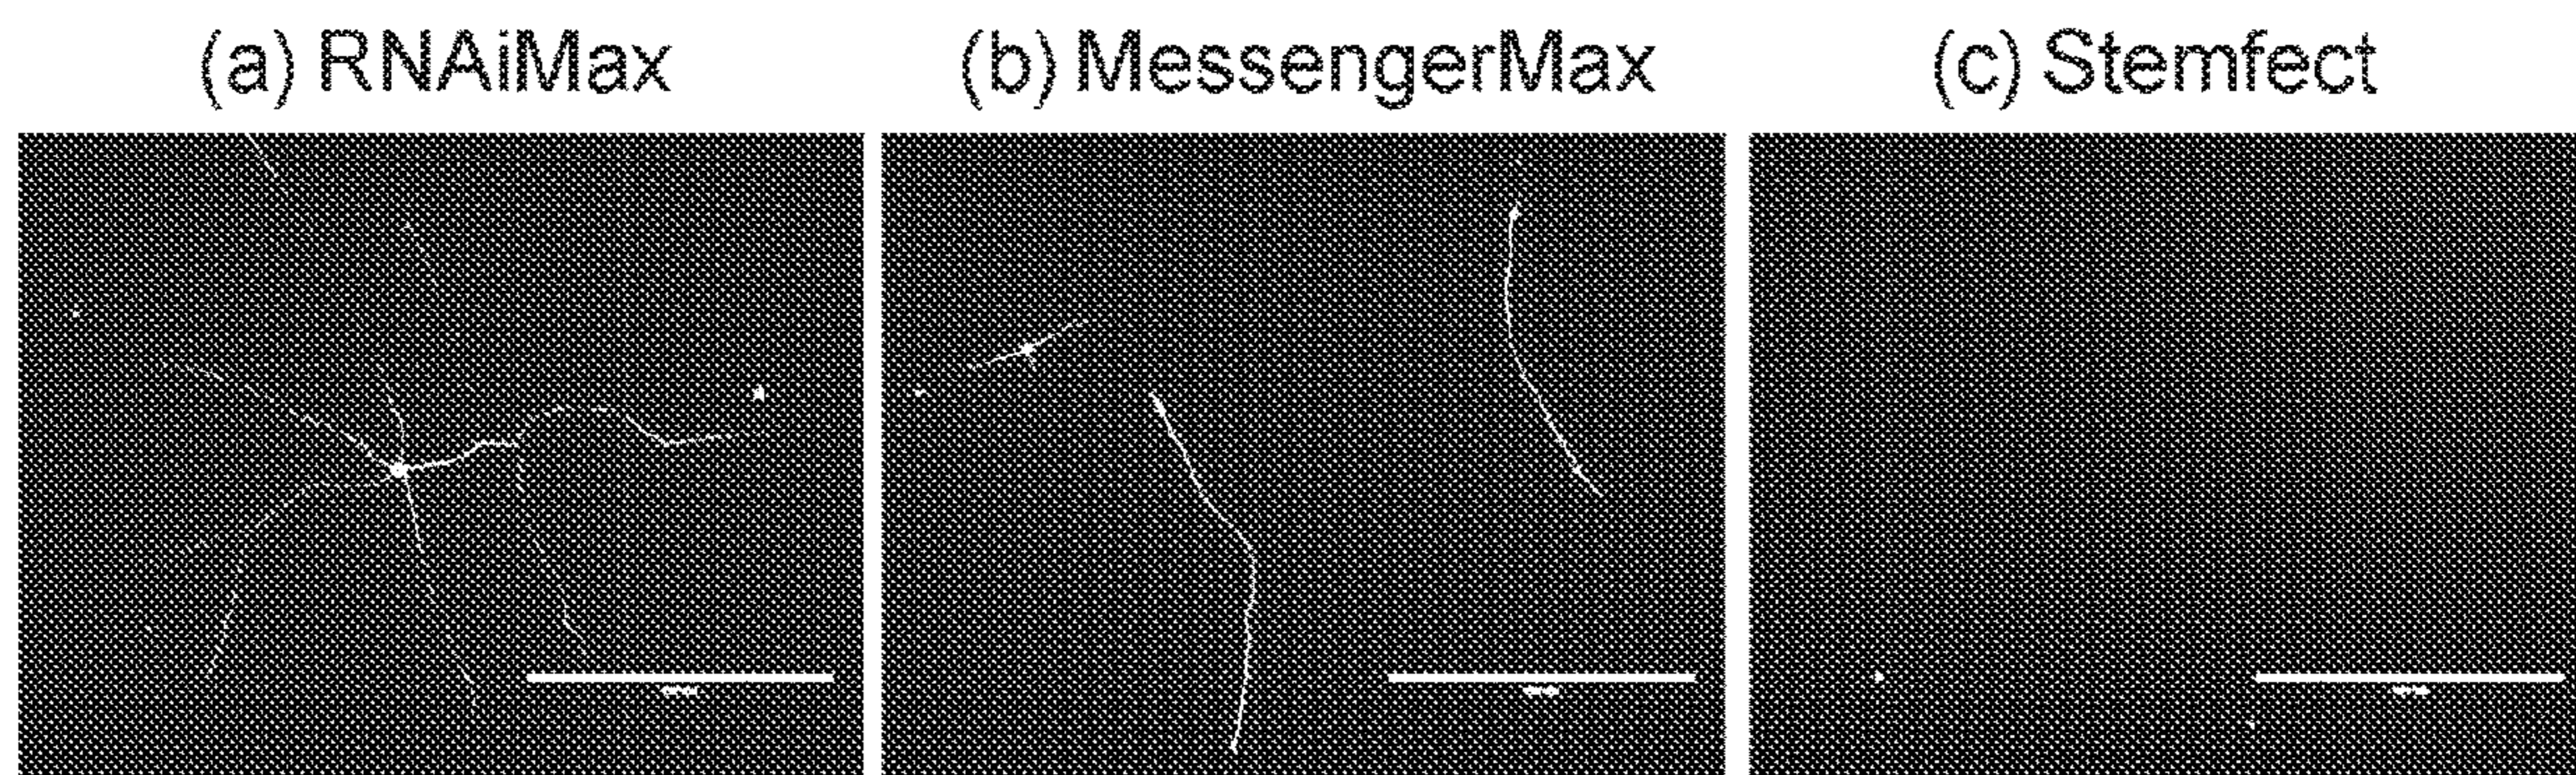 (a) RNAiMax
(b) MessengerMax
(c) Stemfect